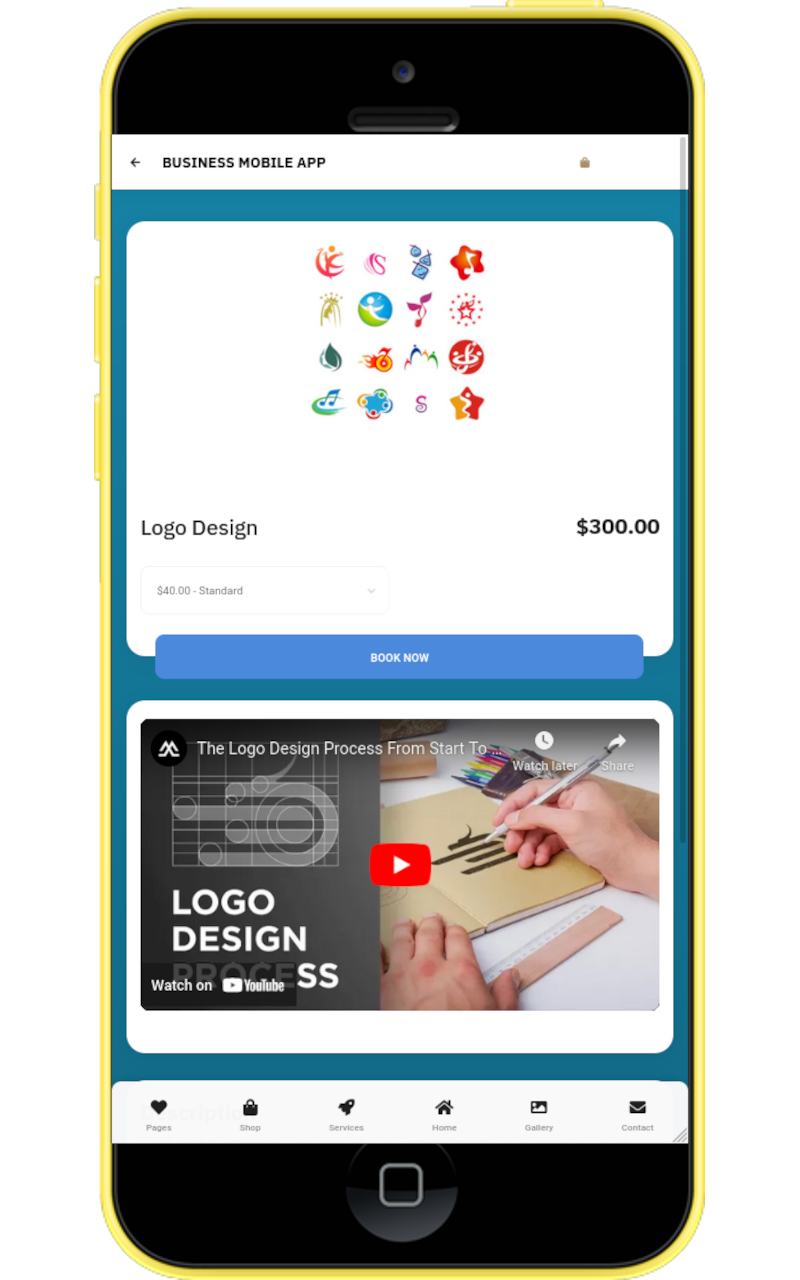 BUSINESS MOBILE APP
Logo Design
$300.00
$40.00 - Standard
BOOK NOW
The Logo Design Process From Start To ...
Watch later
Share
LOGO
DESIGN
PROCESS
Watch on YouTube
Description
Pages
Shop
Services
Home
Gallery
Contact